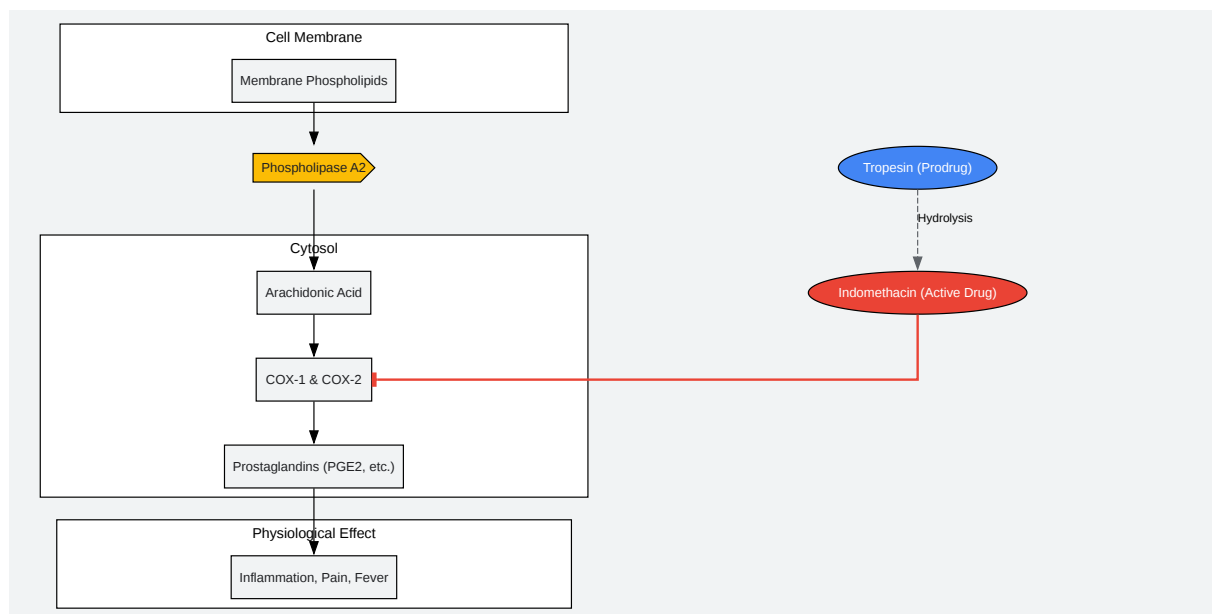 Cell Membrane
Membrane Phospholipids
Phospholipase A2
Tropesin (Prodrug)
Hydrolysis
Cytosol
Arachidonic Acid
Indomethacin (Active Drug)
COX-1 & COX-2
Prostaglandins (PGE2, etc.)
Physiological Effect
Inflammation, Pain, Fever